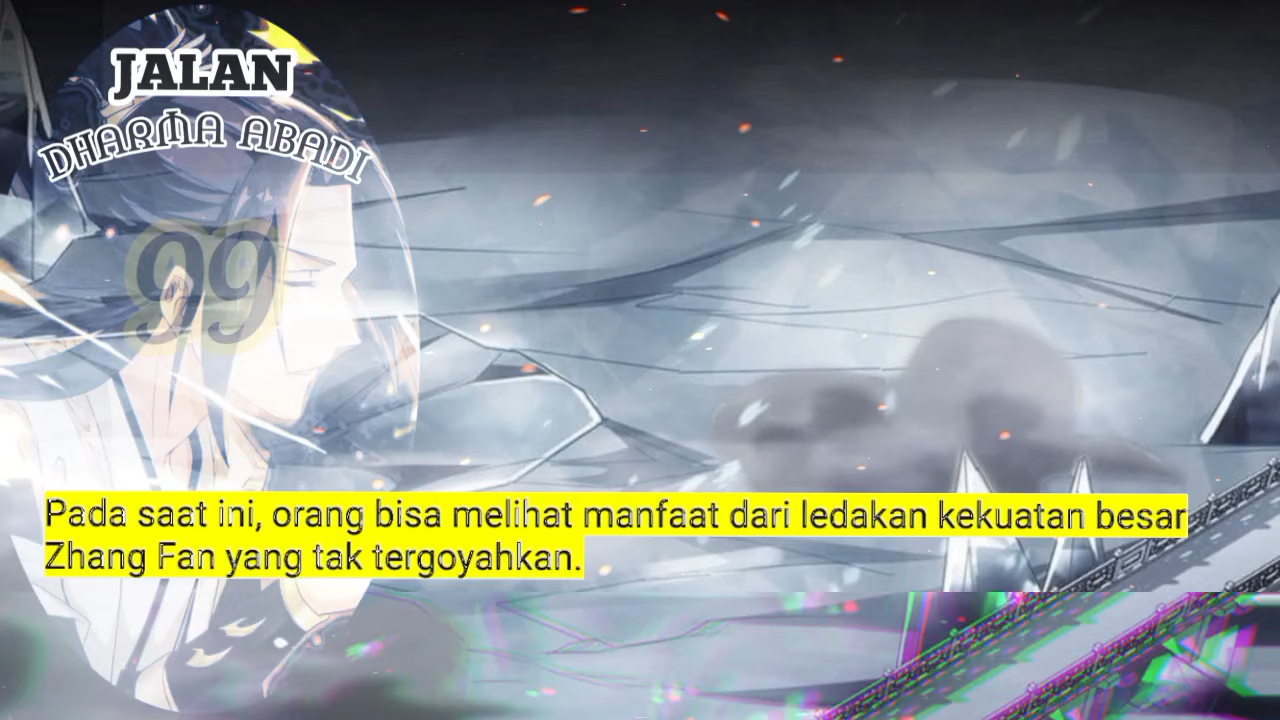 JALAN
DHARMA ABADI
99
Pada saat ini, orang bisa melihat manfaat dari ledakan kekuatan besar
Zhang Fan yang tak tergoyahkan.